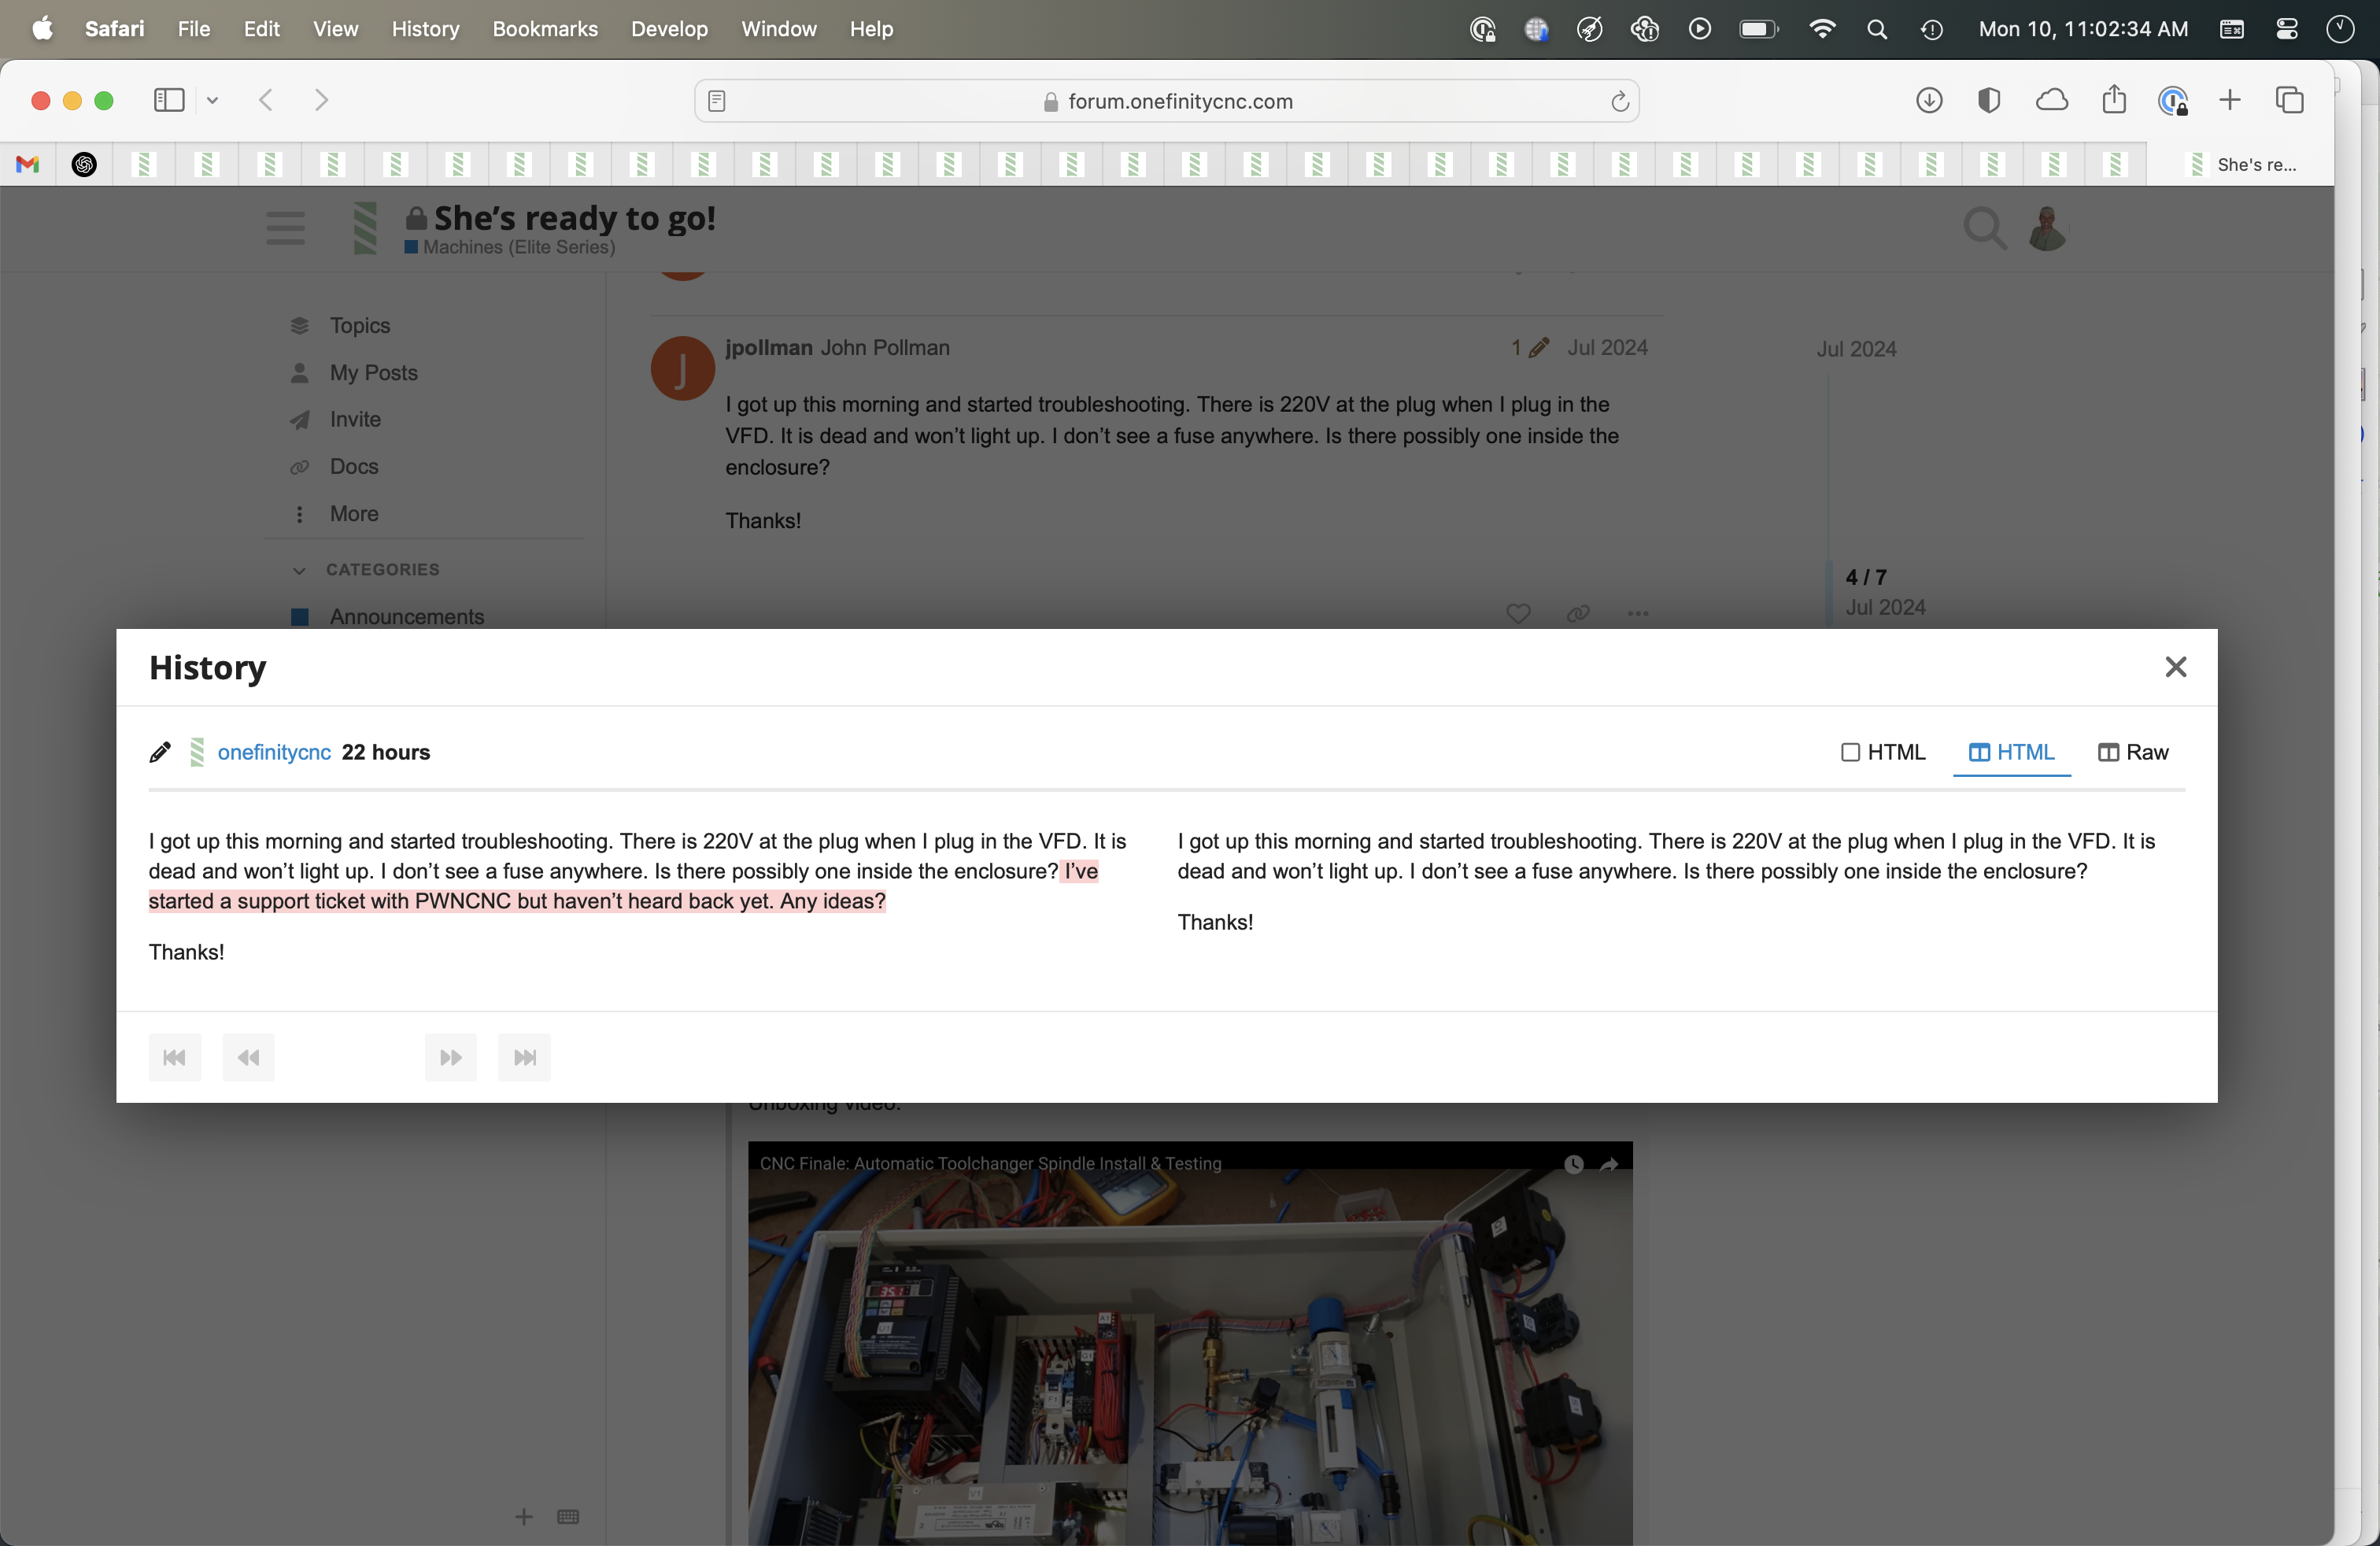 Safari File Edit View History Bookmarks Develop Window Help Mon 10, 11:02:34 AM
forum.onefinitycnc.com
She's re...
She's ready to go!
Machines (Elite Series)
Topics
My Posts
Invite
Docs
More
CATEGORIES
Announcements
J
jpollman John Pollman 1 Jul 2024
I got up this morning and started troubleshooting. There is 220V at the plug when I plug in the
VFD. It is dead and won't light up. I don't see a fuse anywhere. Is there possibly one inside the
enclosure?
Thanks!
Jul 2024
4 / 7
Jul 2024
History
onefinitycnc 22 hours
HTML HTML Raw
I got up this morning and started troubleshooting. There is 220V at the plug when I plug in the VFD. It is
dead and won't light up. I don't see a fuse anywhere. Is there possibly one inside the enclosure? I've
started a support ticket with PWNCNC but haven't heard back yet. Any ideas?
Thanks!
I got up this morning and started troubleshooting. There is 220V at the plug when I plug in the VFD. It is
dead and won't light up. I don't see a fuse anywhere. Is there possibly one inside the enclosure?
Thanks!
Unboxing video.
CNC Finale: Automatic Toolchanger Spindle Install & Testing